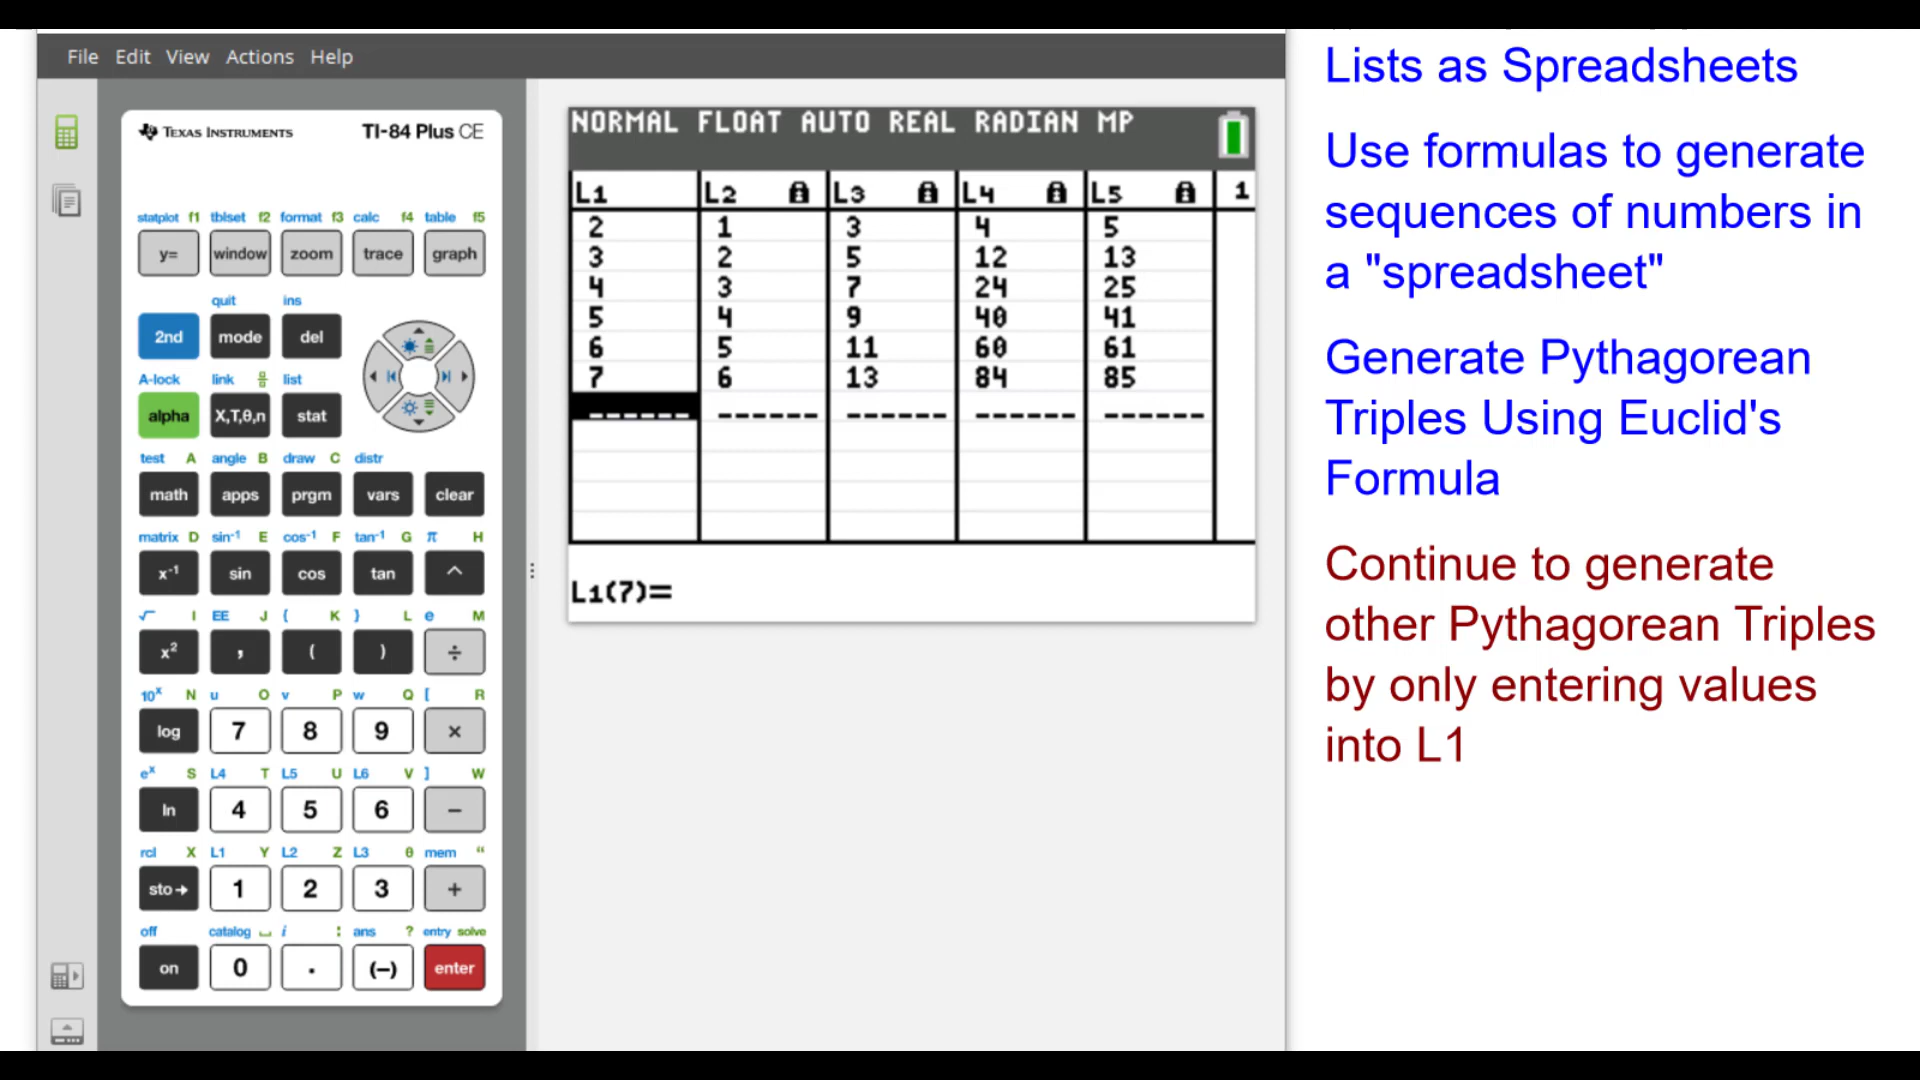 File Edit View Actions Help
TEXAS INSTRUMENTS TI-84 Plus CE
statplot f1 tblset f2 format f3 calc f4 table f5
y= window zoom trace graph
quit ins
2nd mode del
A-lock link list
alpha X,T,θ,n stat
test A angle B draw C distr
math apps prgm vars clear
matrix D sin-1 E cos-1 F tan-1 G π H
x-1 sin cos tan ^
√ I EE J { K } L e M
x² , ( ) ÷
10ˣ N u O v P w Q [ R
log 7 8 9 ×
eˣ S L4 T L5 U L6 V ] W
ln 4 5 6 −
rcl X L1 Y L2 Z L3 θ mem “
sto→ 1 2 3 +
off catalog ⎵ i : ans ? entry solve
on 0 . (−) enter
NORMAL FLOAT AUTO REAL RADIAN MP
L1 L2 L3 L4 L5 1
2 1 3 4 5
3 2 5 12 13
4 3 7 24 25
5 4 9 40 41
6 5 11 60 61
7 6 13 84 85
------ ------ ------ ------ ------
L1(7)=
Lists as Spreadsheets
Use formulas to generate
sequences of numbers in
a "spreadsheet"
Generate Pythagorean
Triples Using Euclid's
Formula
Continue to generate
other Pythagorean Triples
by only entering values
into L1